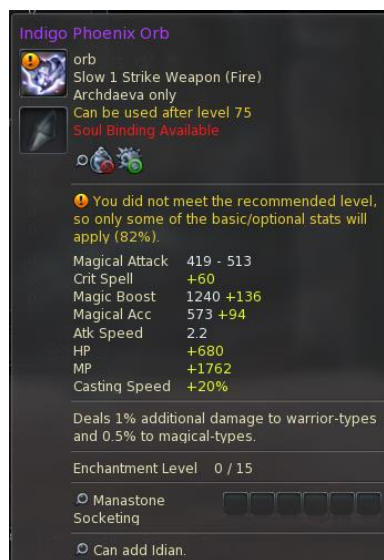 Indigo Phoenix Orb
orb
Slow 1 Strike Weapon (Fire)
Archdaeva only
Can be used after level 75
Soul Binding Available
You did not meet the recommended level,
so only some of the basic/optional stats will
apply (82%).
Magical Attack 419 - 513
Crit Spell +60
Magic Boost 1240 +136
Magical Acc 573 +94
Atk Speed 2.2
HP +680
MP +1762
Casting Speed +20%
Deals 1% additional damage to warrior-types
and 0.5% to magical-types.
Enchantment Level 0 / 15
Manastone
Socketing
Can add Idian.